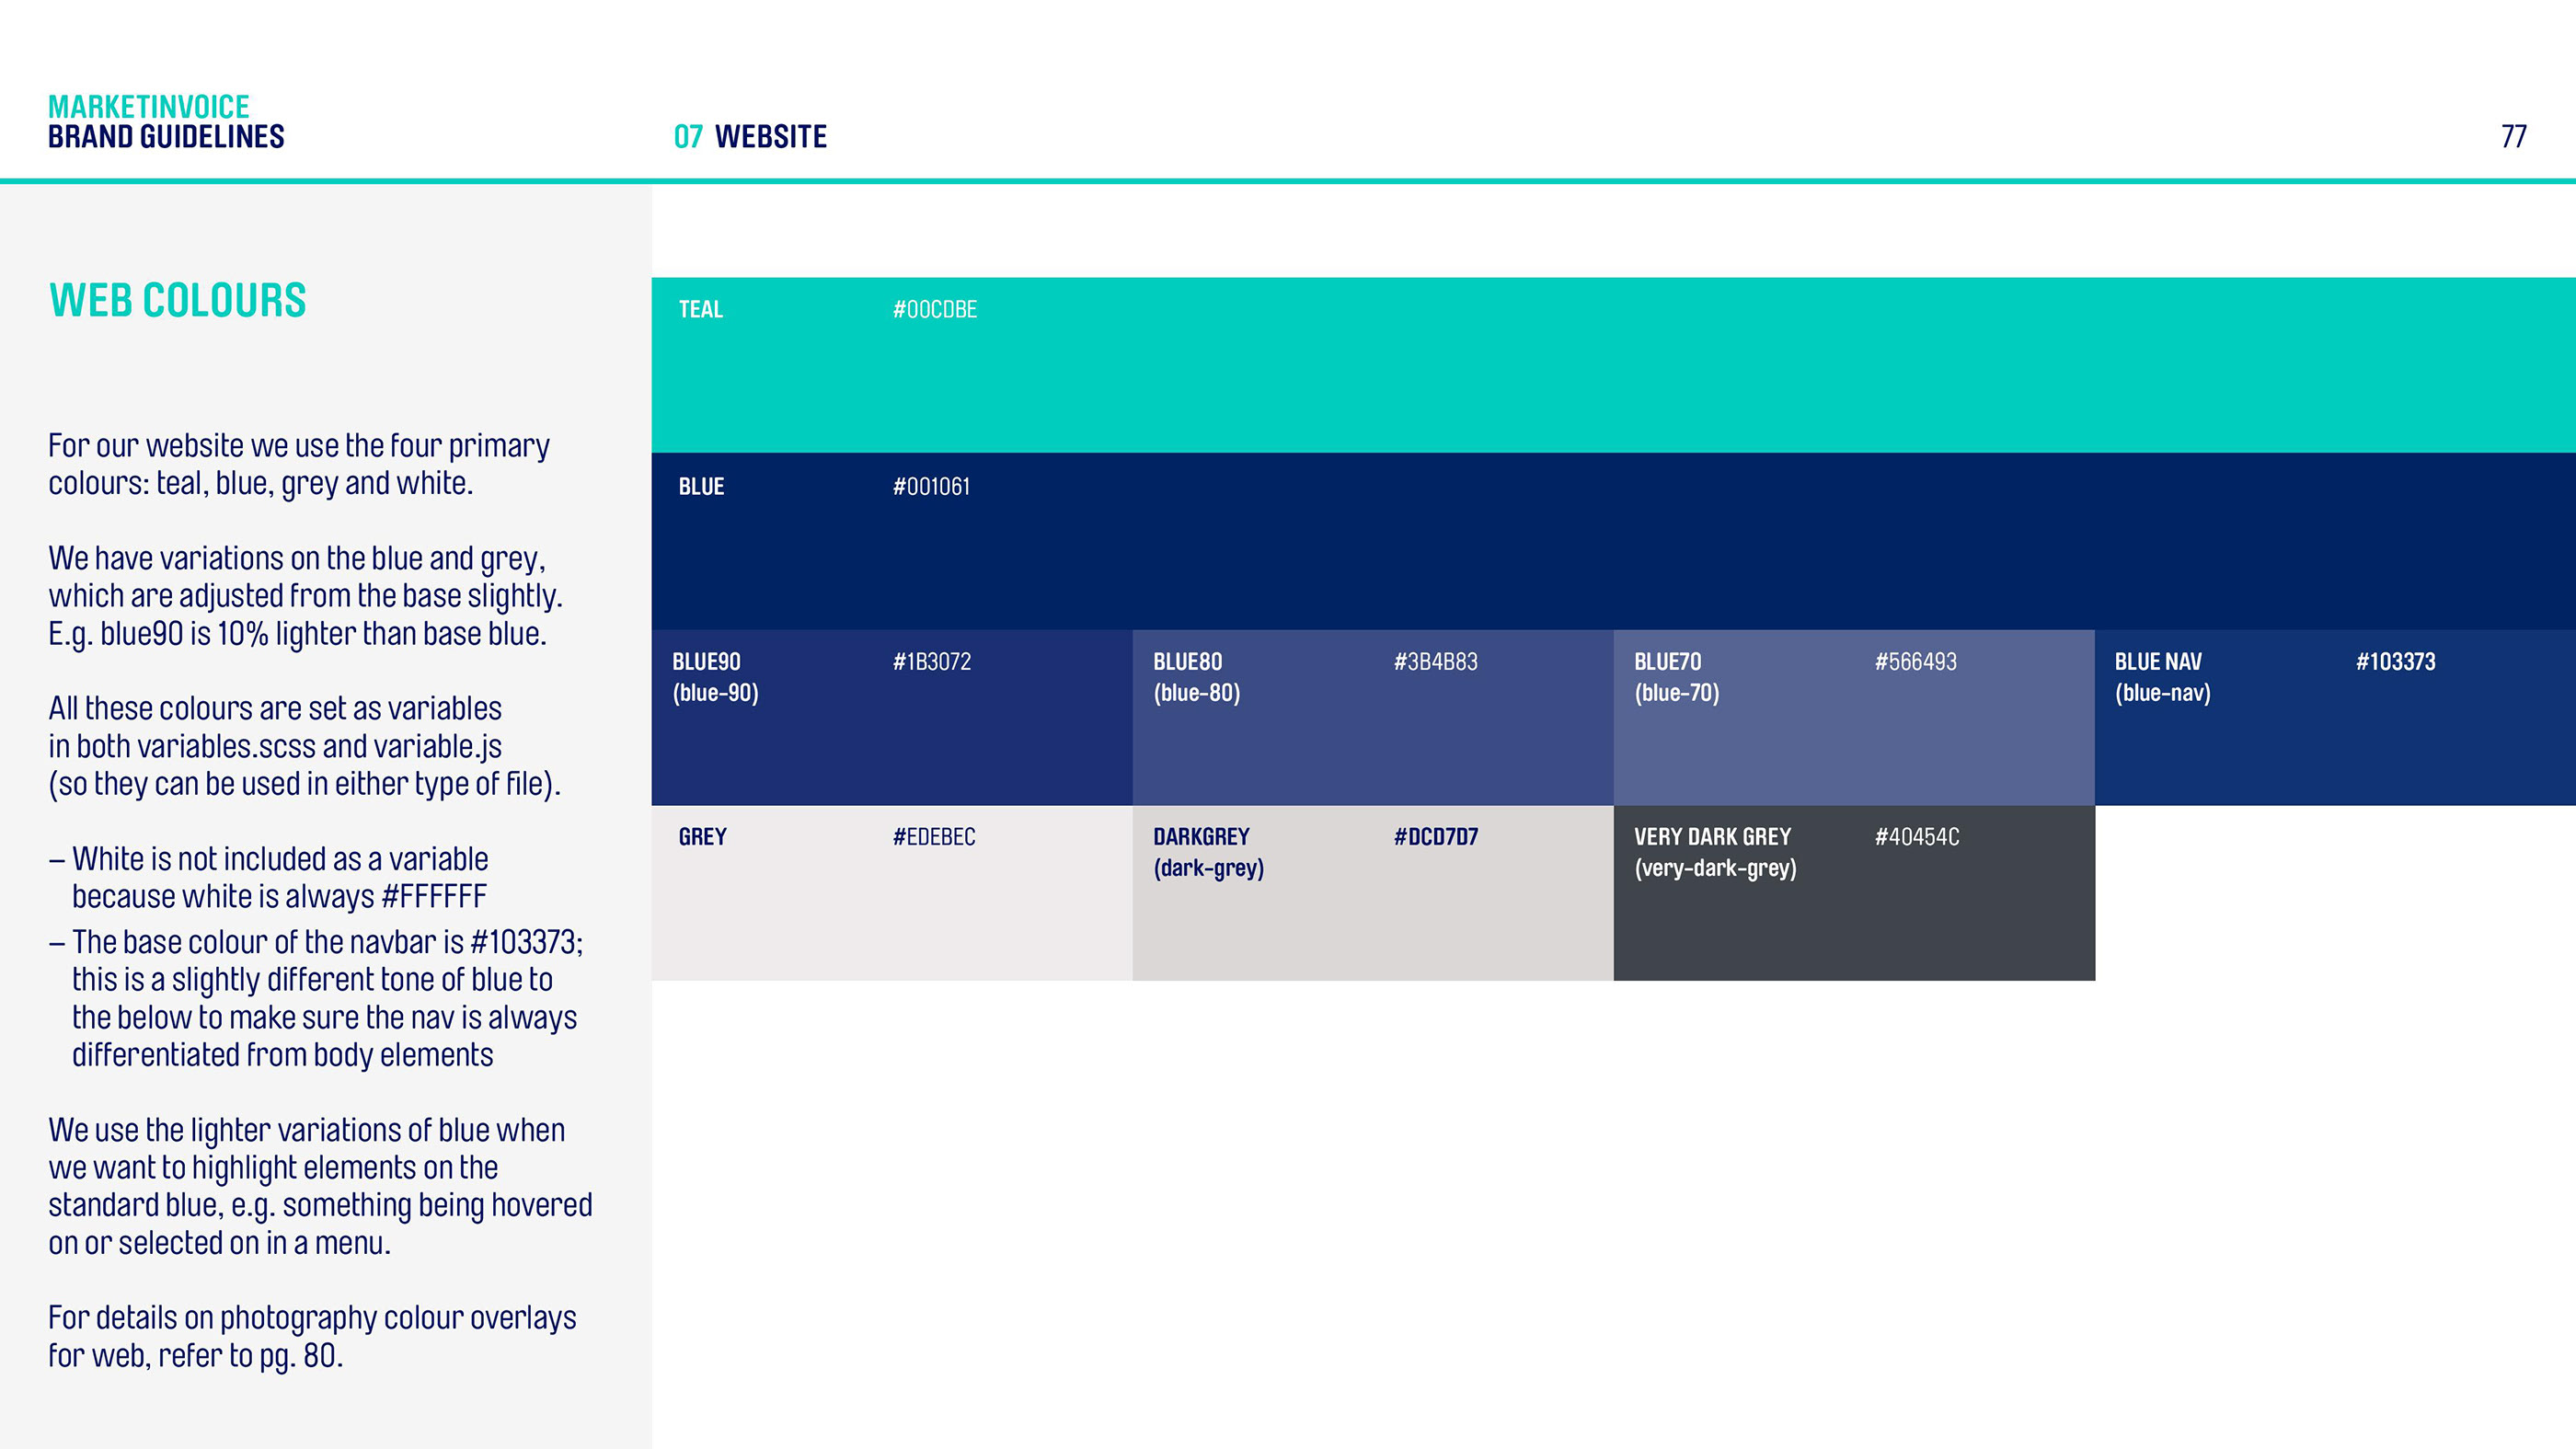 MARKETINVOICE
BRAND GUIDELINES
07 WEBSITE
77
WEB COLOURS
For our website we use the four primary
colours: teal, blue, grey and white.
We have variations on the blue and grey,
which are adjusted from the base slightly.
E.g. blue90 is 10% lighter than base blue.
All these colours are set as variables
in both variables.scss and variable.js
(so they can be used in either type of file).
– White is not included as a variable
because white is always #FFFFFF
– The base colour of the navbar is #103373;
this is a slightly different tone of blue to
the below to make sure the nav is always
differentiated from body elements
We use the lighter variations of blue when
we want to highlight elements on the
standard blue, e.g. something being hovered
on or selected on in a menu.
For details on photography colour overlays
for web, refer to pg. 80.
TEAL #00CDBE
BLUE #001061
BLUE90 #1B3072
(blue-90)
BLUE80 #3B4B83
(blue-80)
BLUE70 #566493
(blue-70)
BLUE NAV #103373
(blue-nav)
GREY #EDEBEC
DARKGREY #DCD7D7
(dark-grey)
VERY DARK GREY #40454C
(very-dark-grey)